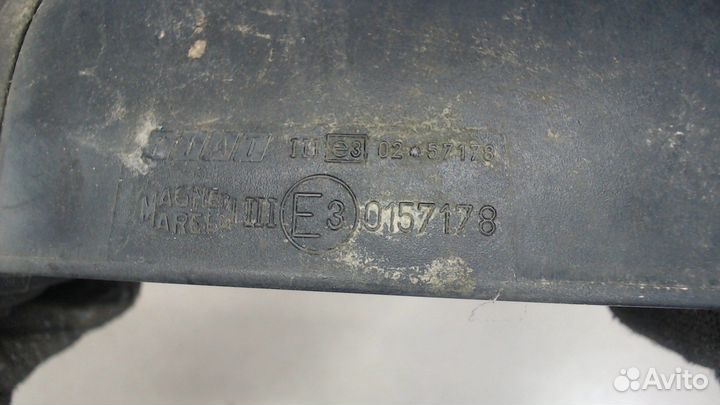 FIAT III e3 02*57178
MAGNETI
MARELLI III E3 0157178
Avito